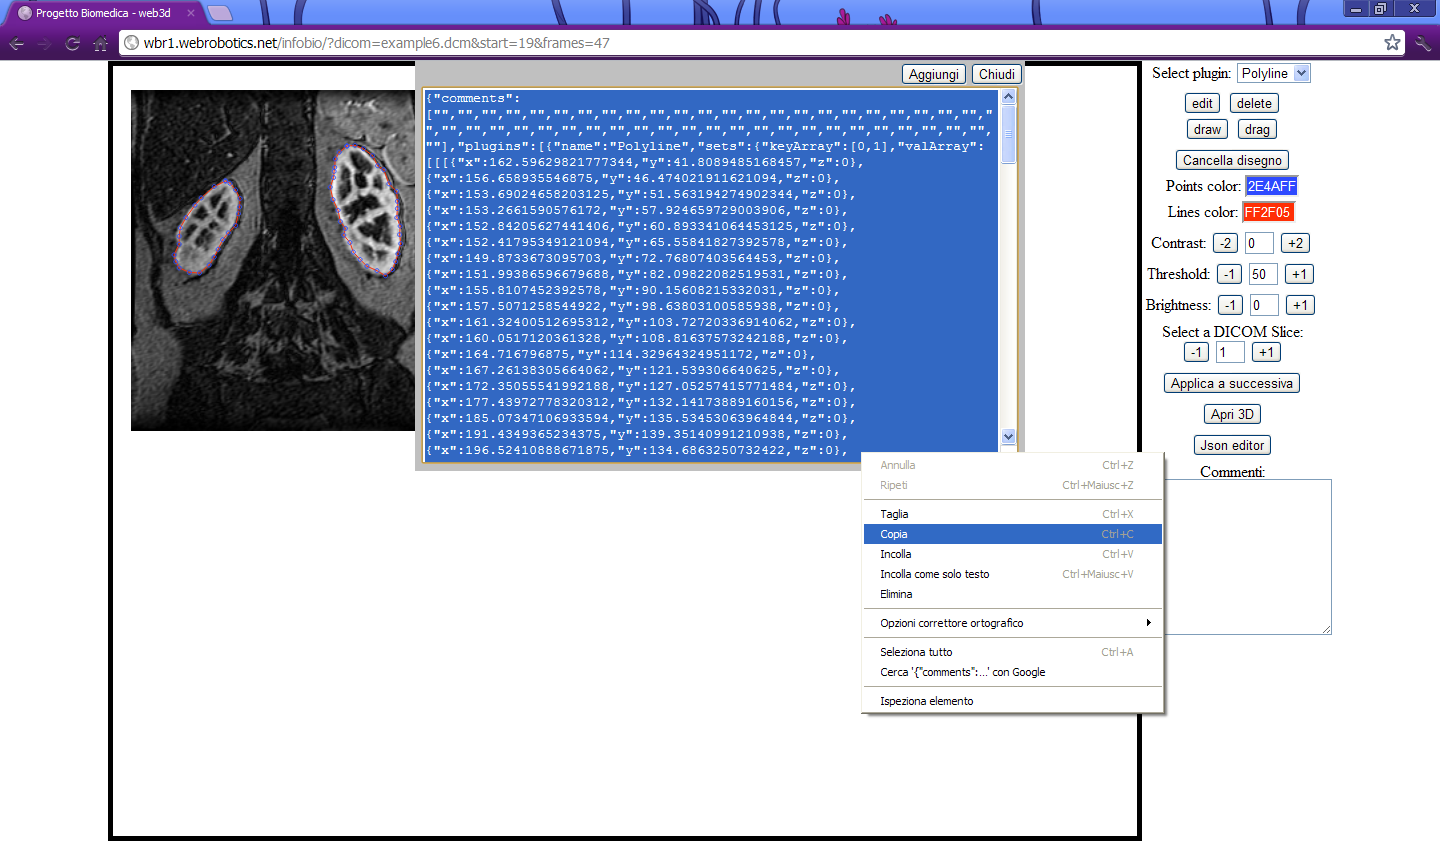 Progetto Biomedica - web3d
wbr1.webrobotics.net/infobio/?dicom=example6.dcm&start=19&frames=47
Aggiungi Chiudi
{"comments":
["","","","","","","","","","","","","","","","","","","","","","","","
","","","","","","","","","","","","","","","","","","","","","","","",
""],"plugins":[{"name":"Polyline","sets":{"keyArray":[0,1],"valArray":
[[[{"x":162.59629821777344,"y":41.8089485168457,"z":0},
{"x":156.658935546875,"y":46.474021911621094,"z":0},
{"x":153.69024658203125,"y":51.563194274902344,"z":0},
{"x":153.2661590576172,"y":57.924659729003906,"z":0},
{"x":152.84205627441406,"y":60.893341064453125,"z":0},
{"x":152.41795349121094,"y":65.55841827392578,"z":0},
{"x":149.8733673095703,"y":72.76807403564453,"z":0},
{"x":151.99386596679688,"y":82.09822082519531,"z":0},
{"x":155.8107452392578,"y":90.15608215332031,"z":0},
{"x":157.5071258544922,"y":98.63803100585938,"z":0},
{"x":161.32400512695312,"y":103.72720336914062,"z":0},
{"x":160.0517120361328,"y":108.81637573242188,"z":0},
{"x":164.716796875,"y":114.32964324951172,"z":0},
{"x":167.26138305664062,"y":121.539306640625,"z":0},
{"x":172.35055541992188,"y":127.05257415771484,"z":0},
{"x":177.43972778320312,"y":132.14173889160156,"z":0},
{"x":185.07347106933594,"y":135.53453063964844,"z":0},
{"x":191.4349365234375,"y":139.35140991210938,"z":0},
{"x":196.52410888671875,"y":134.6863250732422,"z":0},
Annulla Ctrl+Z
Ripeti Ctrl+Maiusc+Z
Taglia Ctrl+X
Copia Ctrl+C
Incolla Ctrl+V
Incolla come solo testo Ctrl+Maiusc+V
Elimina
Opzioni correttore ortografico
Seleziona tutto Ctrl+A
Cerca '{"comments":...' con Google
Ispeziona elemento
Select plugin: Polyline
edit delete
draw drag
Cancella disegno
Points color: 2E4AFF
Lines color: FF2F05
Contrast: -2 0 +2
Threshold: -1 50 +1
Brightness: -1 0 +1
Select a DICOM Slice:
-1 1 +1
Applica a successiva
Apri 3D
Json editor
Commenti: